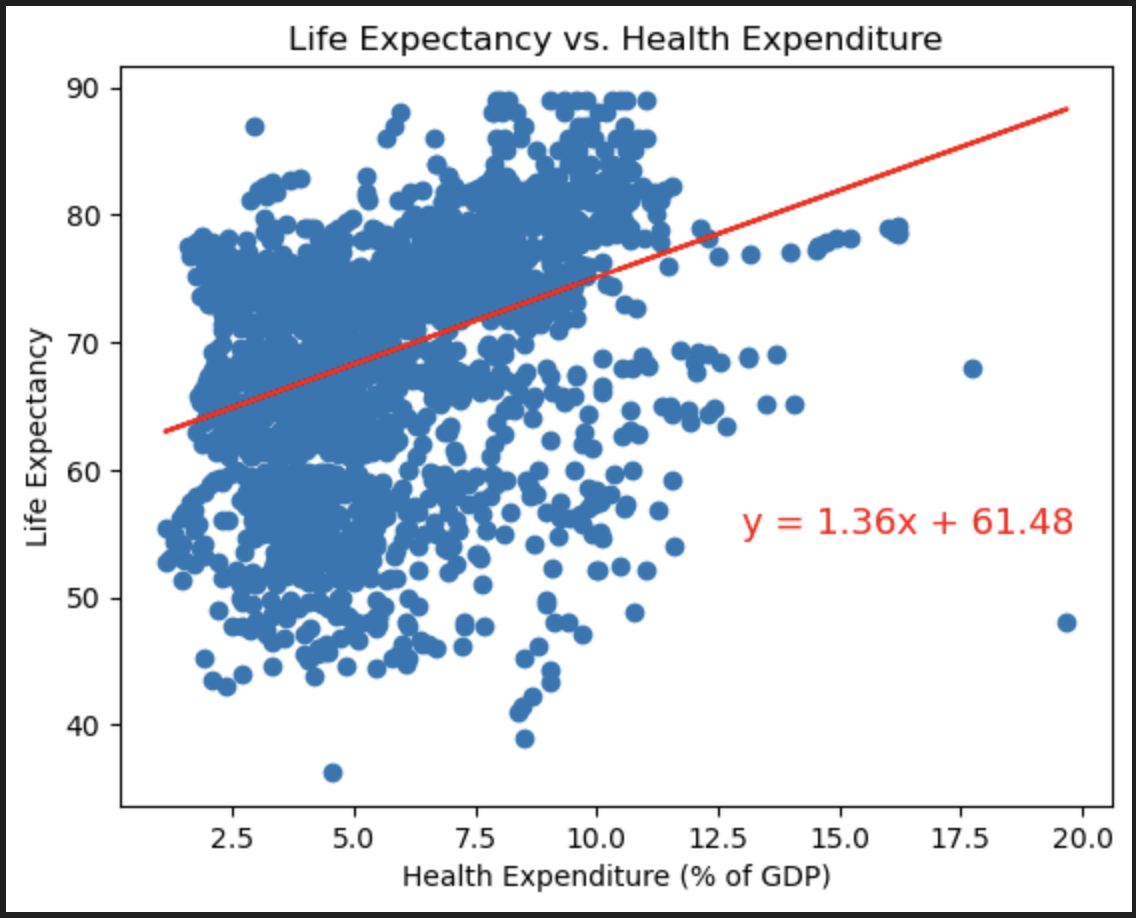 Life Expectancy vs. Health Expenditure
90
80
70
60
50
40
Life Expectancy
y = 1.36x + 61.48
2.5 5.0 7.5 10.0 12.5 15.0 17.5 20.0
Health Expenditure (% of GDP)